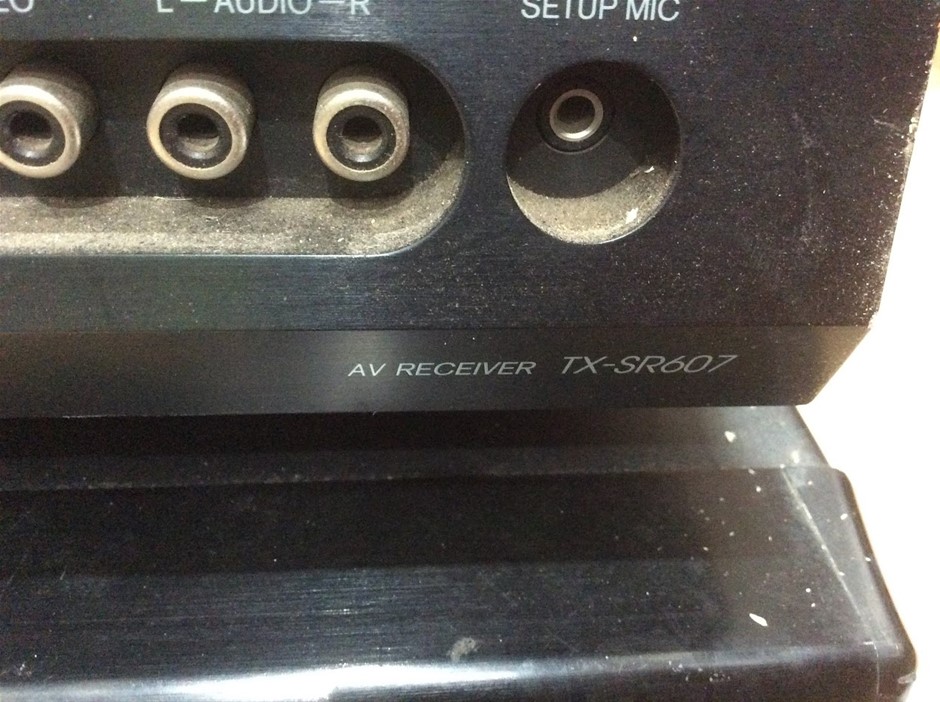 L — AUDIO — R
SETUP MIC
AV RECEIVER TX-SR607